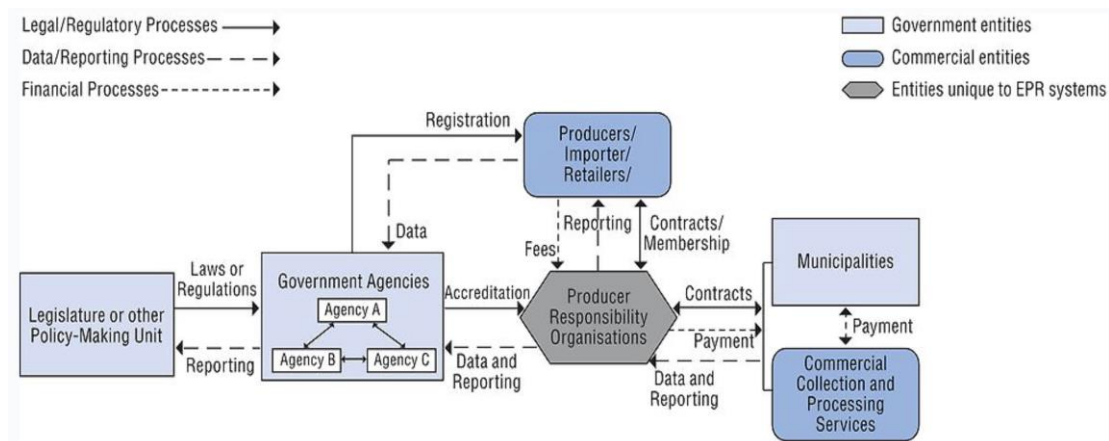 Legal/Regulatory Processes
Data/Reporting Processes
Financial Processes
Government entities
Commercial entities
Entities unique to EPR systems
Registration
Producers/
Importer/
Retailers/
Data
Fees
Reporting
Contracts/
Membership
Laws or
Regulations
Legislature or other
Policy-Making Unit
Reporting
Government Agencies
Agency A
Agency B
Agency C
Accreditation
Data and
Reporting
Producer
Responsibility
Organisations
Contracts
Payment
Data and
Reporting
Municipalities
Payment
Commercial
Collection and
Processing
Services